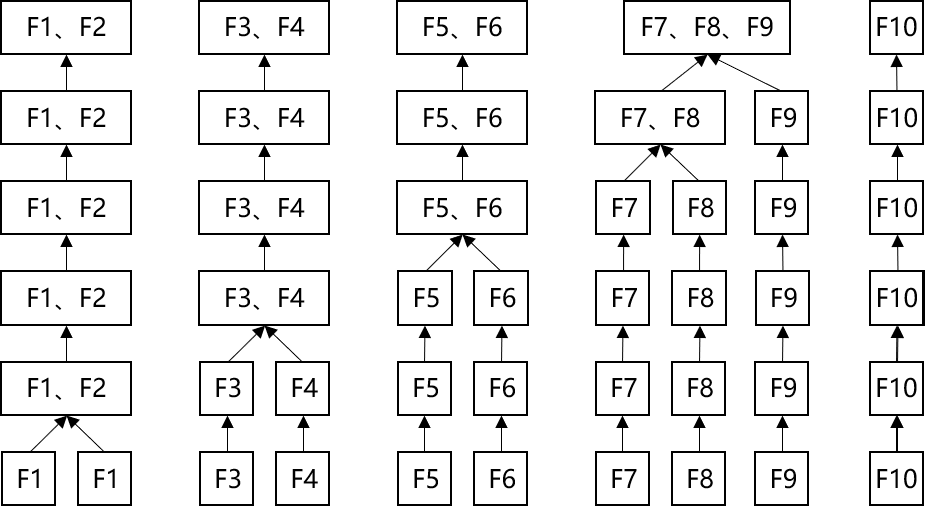 F1、F2 F3、F4 F5、F6 F7、F8、F9 F10
F1、F2 F3、F4 F5、F6 F7、F8 F9 F10
F1、F2 F3、F4 F5、F6 F7 F8 F9 F10
F1、F2 F3、F4 F5 F6 F7 F8 F9 F10
F1、F2 F3 F4 F5 F6 F7 F8 F9 F10
F1 F1 F3 F4 F5 F6 F7 F8 F9 F10